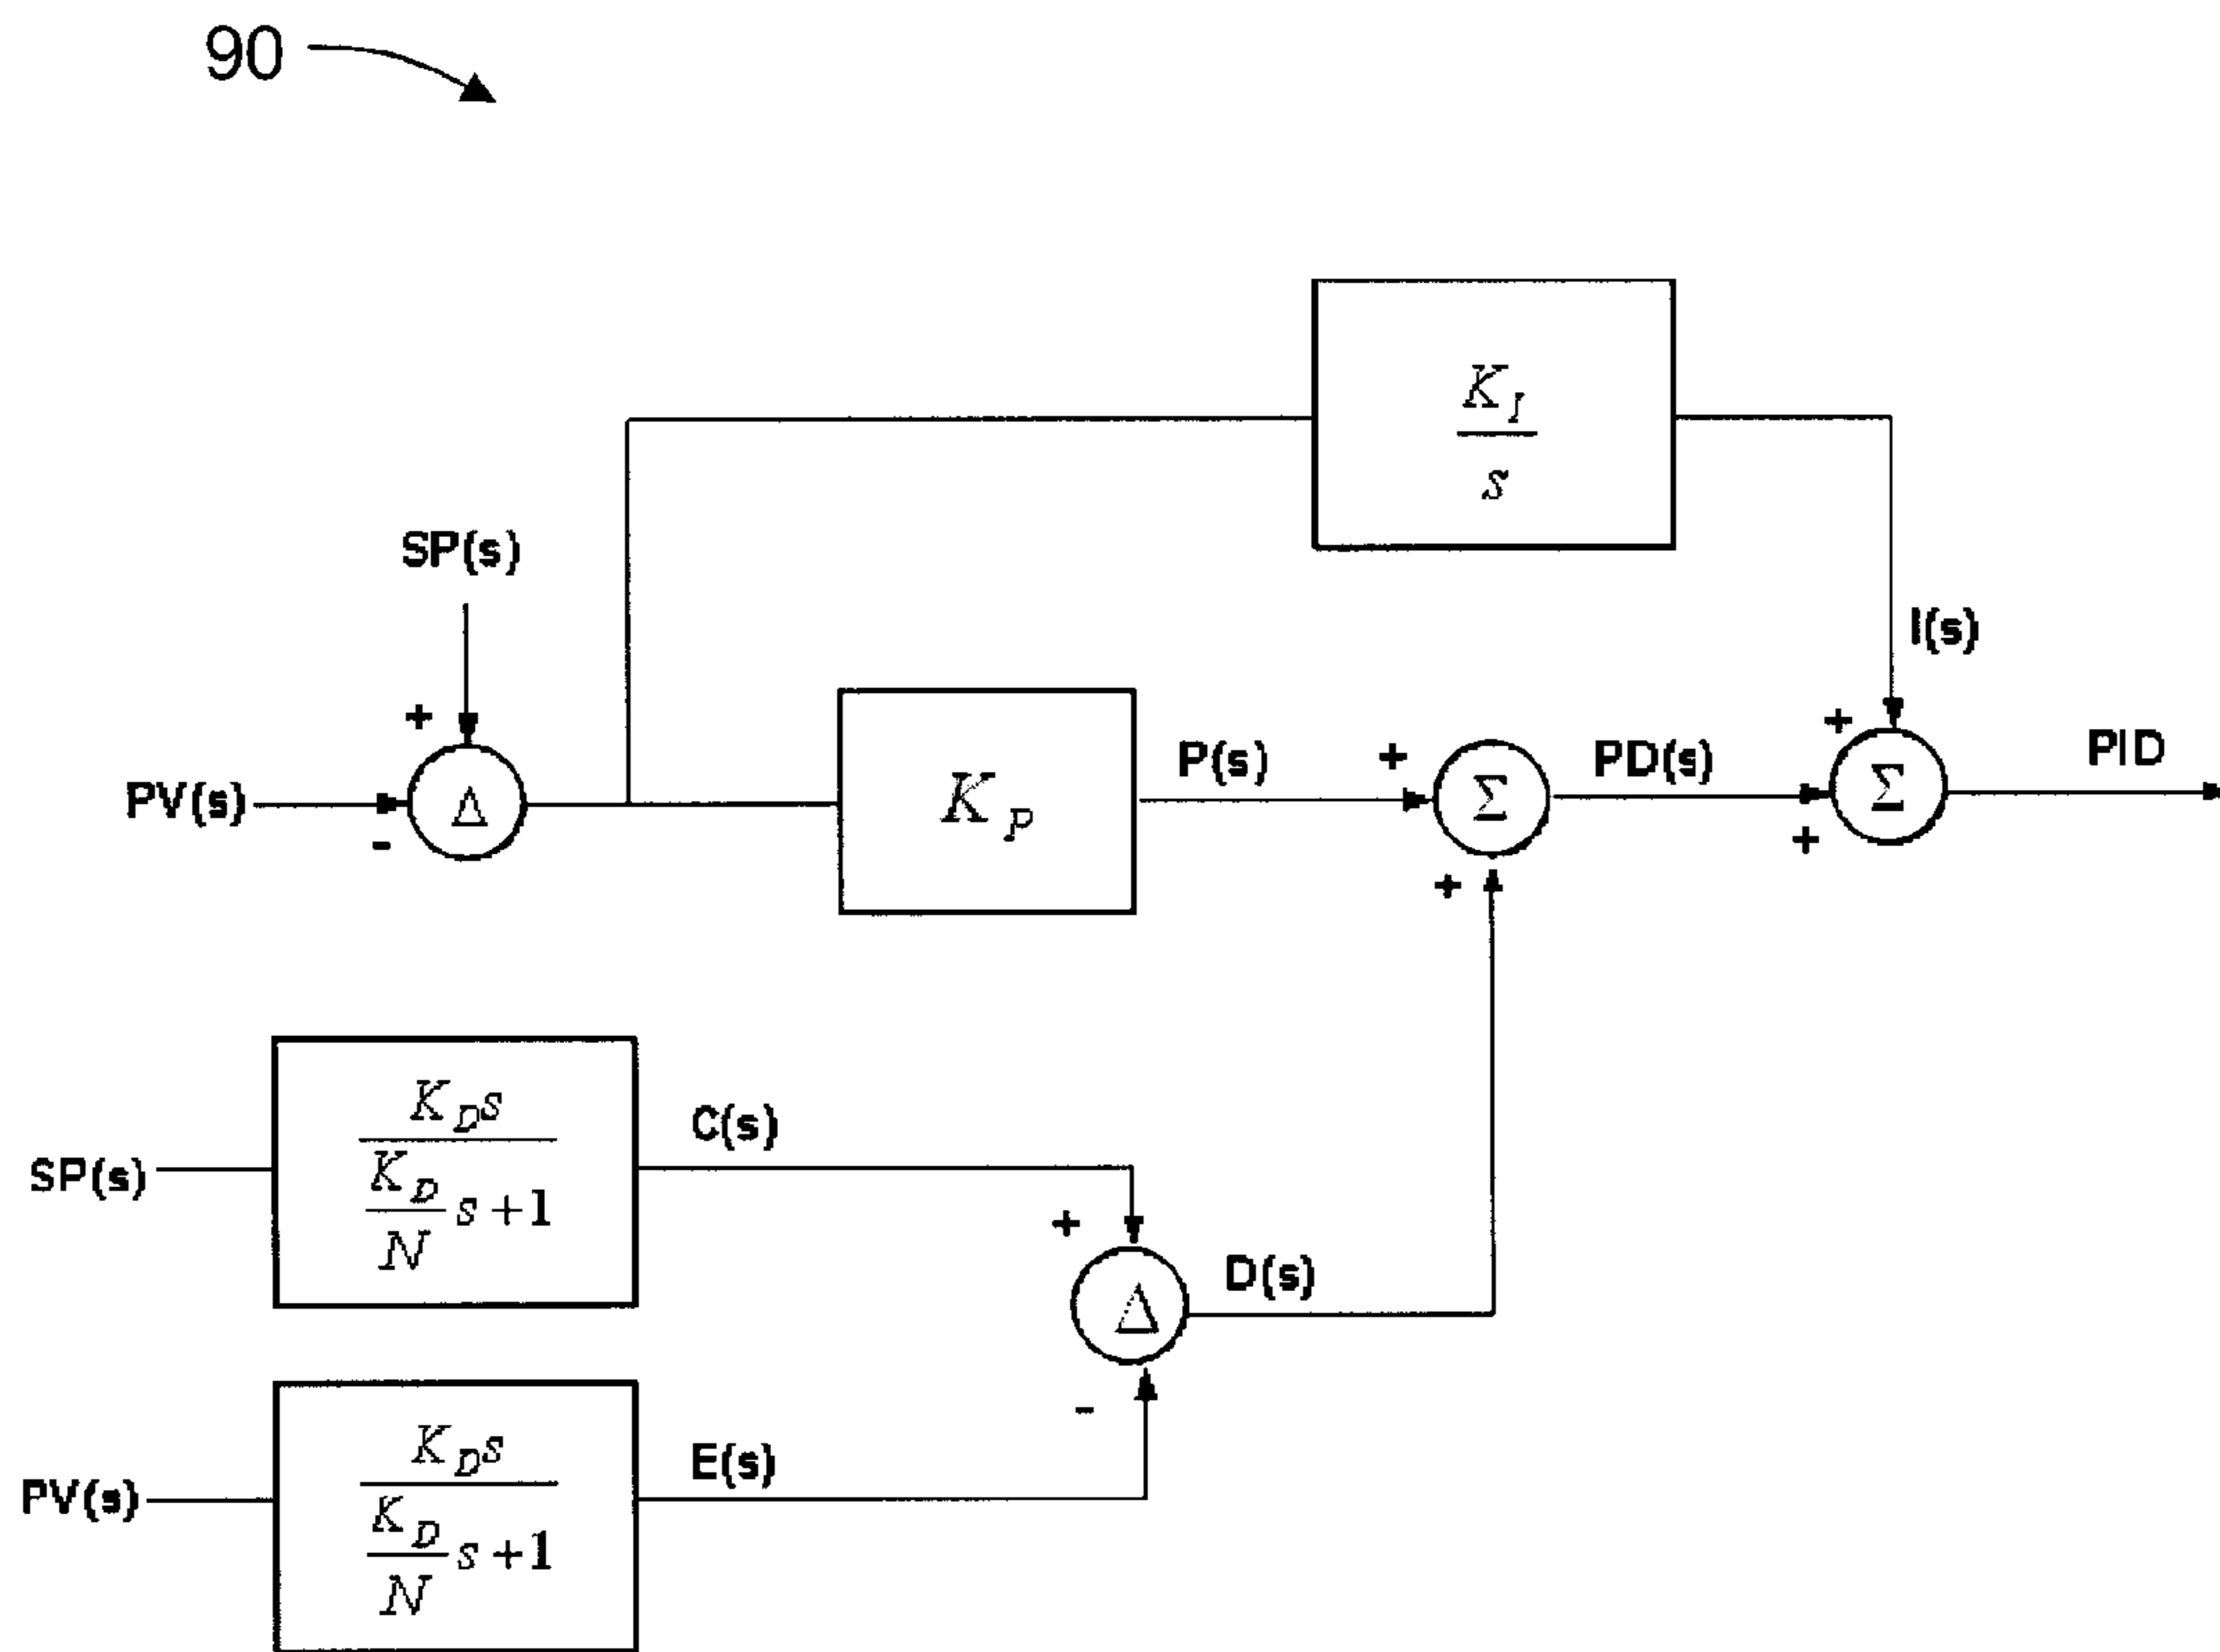 90
K_I
s
SP(s)
I(s)
+
+
PV(s)
-
Δ
K_P
P(s)
+
Σ
PD(s)
Σ
PID
+
+
K_D s
K_D
N
s+1
C(s)
SP(s)
+
Δ
D(s)
-
K_D s
K_D
N
s+1
E(s)
PV(s)